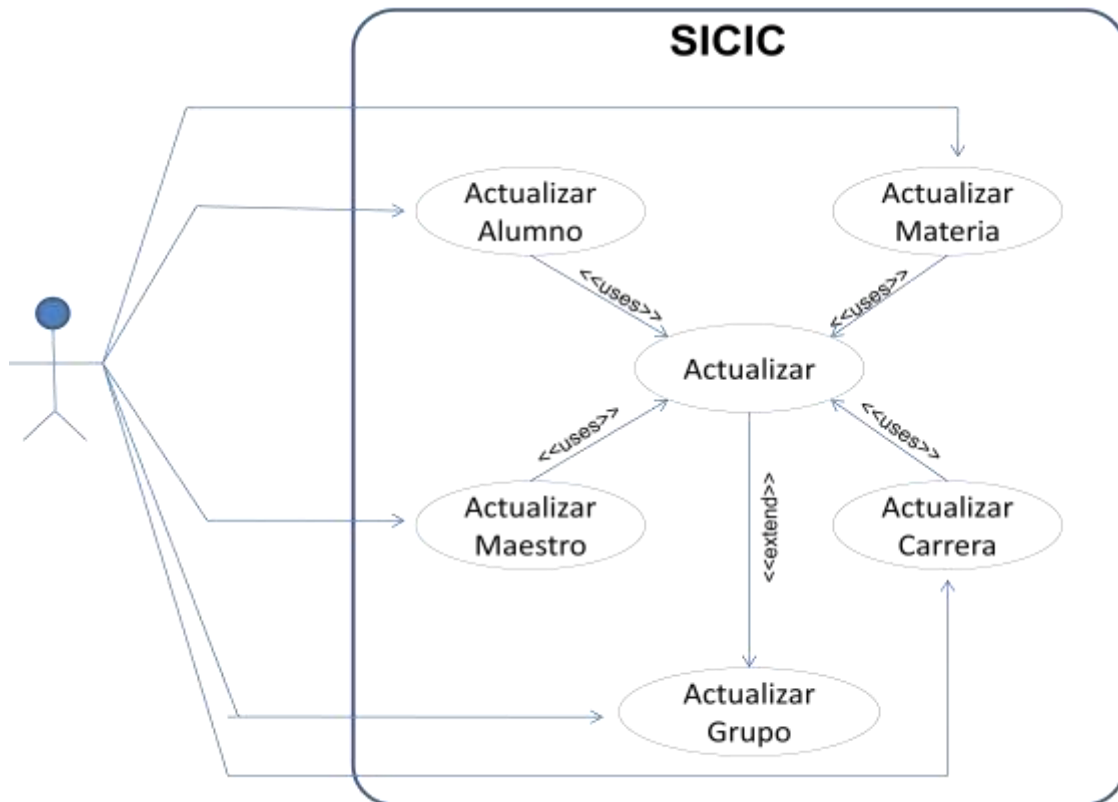 SICIC
Actualizar
Alumno
Actualizar
Materia
<<uses>>
<<uses>>
Actualizar
<<uses>>
<<uses>>
Actualizar
Maestro
<<extend>>
Actualizar
Carrera
Actualizar
Grupo